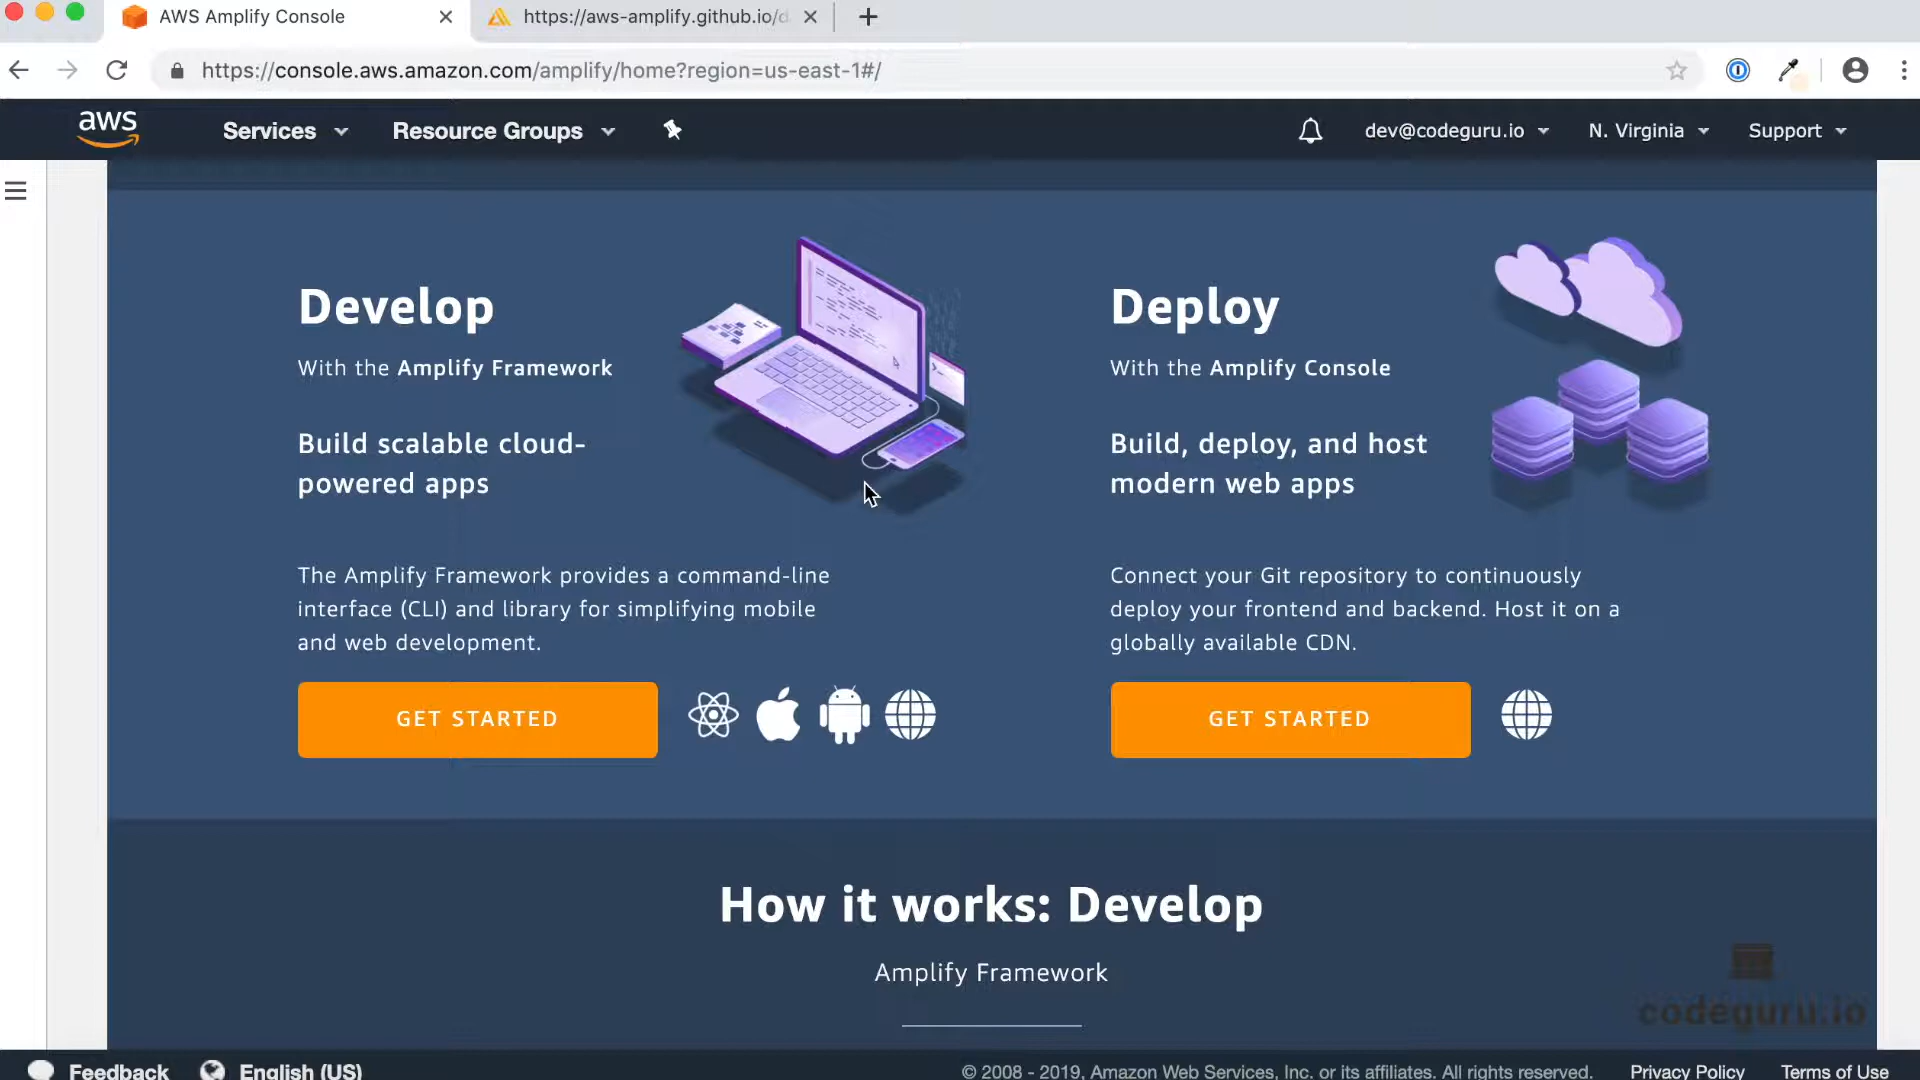 AWS Amplify Console
https://aws-amplify.github.io/d
https://console.aws.amazon.com/amplify/home?region=us-east-1#/
aws
Services
Resource Groups
dev@codeguru.io
N. Virginia
Support
Develop
With the Amplify Framework
Build scalable cloud-
powered apps
The Amplify Framework provides a command-line
interface (CLI) and library for simplifying mobile
and web development.
GET STARTED
Deploy
With the Amplify Console
Build, deploy, and host
modern web apps
Connect your Git repository to continuously
deploy your frontend and backend. Host it on a
globally available CDN.
GET STARTED
How it works: Develop
Amplify Framework
codeguru.io
Feedback
English (US)
© 2008 - 2019, Amazon Web Services, Inc. or its affiliates. All rights reserved.
Privacy Policy
Terms of Use